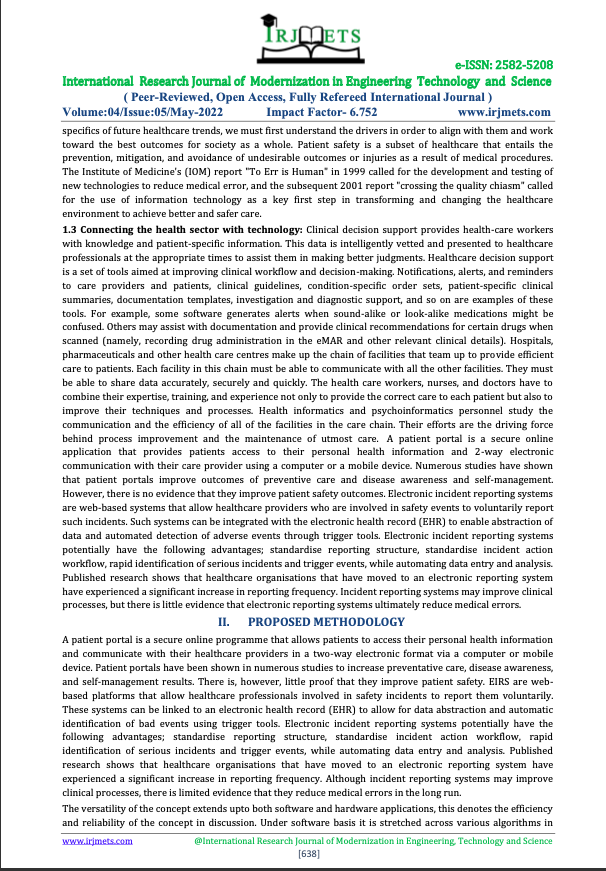 IRJMETS
e-ISSN: 2582-5208
International Research Journal of Modernization in Engineering Technology and Science
( Peer-Reviewed, Open Access, Fully Refereed International Journal )
Volume:04/Issue:05/May-2022 Impact Factor- 6.752 www.irjmets.com
specifics of future healthcare trends, we must first understand the drivers in order to align with them and work
toward the best outcomes for society as a whole. Patient safety is a subset of healthcare that entails the
prevention, mitigation, and avoidance of undesirable outcomes or injuries as a result of medical procedures.
The Institute of Medicine's (IOM) report "To Err is Human" in 1999 called for the development and testing of
new technologies to reduce medical error, and the subsequent 2001 report "crossing the quality chiasm" called
for the use of information technology as a key first step in transforming and changing the healthcare
environment to achieve better and safer care.
1.3 Connecting the health sector with technology: Clinical decision support provides health-care workers
with knowledge and patient-specific information. This data is intelligently vetted and presented to healthcare
professionals at the appropriate times to assist them in making better judgments. Healthcare decision support
is a set of tools aimed at improving clinical workflow and decision-making. Notifications, alerts, and reminders
to care providers and patients, clinical guidelines, condition-specific order sets, patient-specific clinical
summaries, documentation templates, investigation and diagnostic support, and so on are examples of these
tools. For example, some software generates alerts when sound-alike or look-alike medications might be
confused. Others may assist with documentation and provide clinical recommendations for certain drugs when
scanned (namely, recording drug administration in the eMAR and other relevant clinical details). Hospitals,
pharmaceuticals and other health care centres make up the chain of facilities that team up to provide efficient
care to patients. Each facility in this chain must be able to communicate with all the other facilities. They must
be able to share data accurately, securely and quickly. The health care workers, nurses, and doctors have to
combine their expertise, training, and experience not only to provide the correct care to each patient but also to
improve their techniques and processes. Health informatics and psychoinformatics personnel study the
communication and the efficiency of all of the facilities in the care chain. Their efforts are the driving force
behind process improvement and the maintenance of utmost care. A patient portal is a secure online
application that provides patients access to their personal health information and 2-way electronic
communication with their care provider using a computer or a mobile device. Numerous studies have shown
that patient portals improve outcomes of preventive care and disease awareness and self-management.
However, there is no evidence that they improve patient safety outcomes. Electronic incident reporting systems
are web-based systems that allow healthcare providers who are involved in safety events to voluntarily report
such incidents. Such systems can be integrated with the electronic health record (EHR) to enable abstraction of
data and automated detection of adverse events through trigger tools. Electronic incident reporting systems
potentially have the following advantages; standardise reporting structure, standardise incident action
workflow, rapid identification of serious incidents and trigger events, while automating data entry and analysis.
Published research shows that healthcare organisations that have moved to an electronic reporting system
have experienced a significant increase in reporting frequency. Incident reporting systems may improve clinical
processes, but there is little evidence that electronic reporting systems ultimately reduce medical errors.
II. PROPOSED METHODOLOGY
A patient portal is a secure online programme that allows patients to access their personal health information
and communicate with their healthcare providers in a two-way electronic format via a computer or mobile
device. Patient portals have been shown in numerous studies to increase preventative care, disease awareness,
and self-management results. There is, however, little proof that they improve patient safety. EIRS are web-
based platforms that allow healthcare professionals involved in safety incidents to report them voluntarily.
These systems can be linked to an electronic health record (EHR) to allow for data abstraction and automatic
identification of bad events using trigger tools. Electronic incident reporting systems potentially have the
following advantages; standardise reporting structure, standardise incident action workflow, rapid
identification of serious incidents and trigger events, while automating data entry and analysis. Published
research shows that healthcare organisations that have moved to an electronic reporting system have
experienced a significant increase in reporting frequency. Although incident reporting systems may improve
clinical processes, there is limited evidence that they reduce medical errors in the long run.
The versatility of the concept extends upto both software and hardware applications, this denotes the efficiency
and reliability of the concept in discussion. Under software basis it is stretched across various algorithms in
www.irjmets.com @International Research Journal of Modernization in Engineering, Technology and Science
[638]